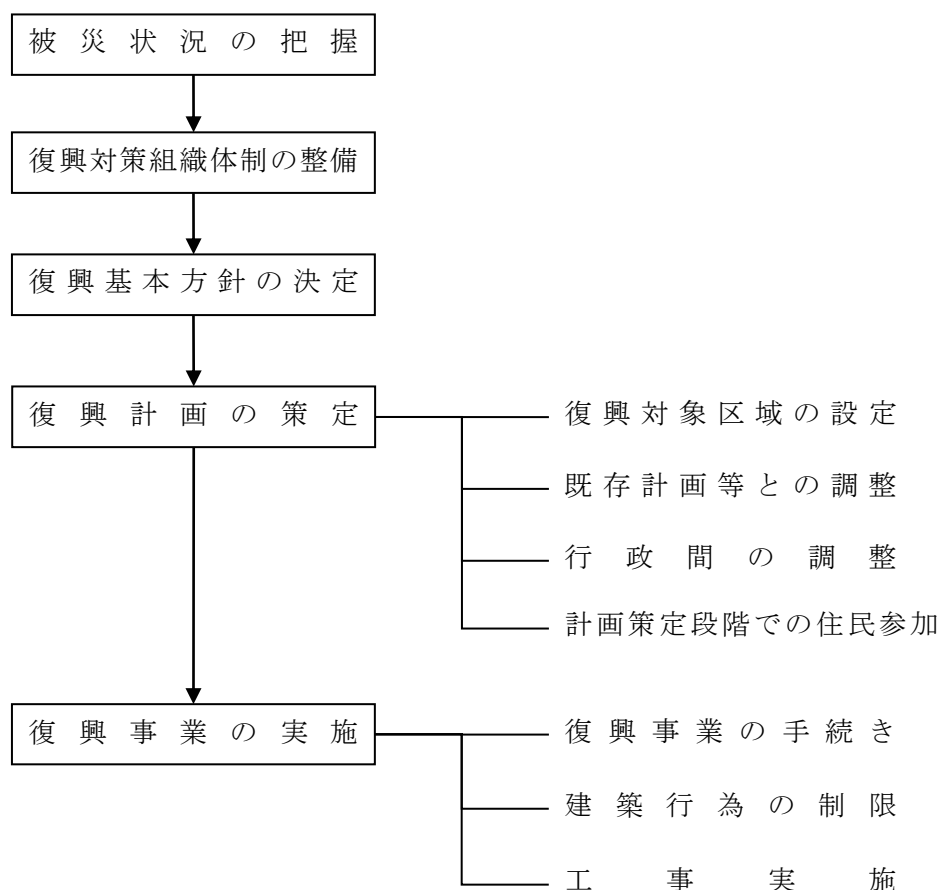 被災状況の把握
復興対策組織体制の整備
復興基本方針の決定
復興計画の策定
復興対象区域の設定
既存計画等との調整
行政間の調整
計画策定段階での住民参加
復興事業の実施
復興事業の手続き
建築行為の制限
工事実施